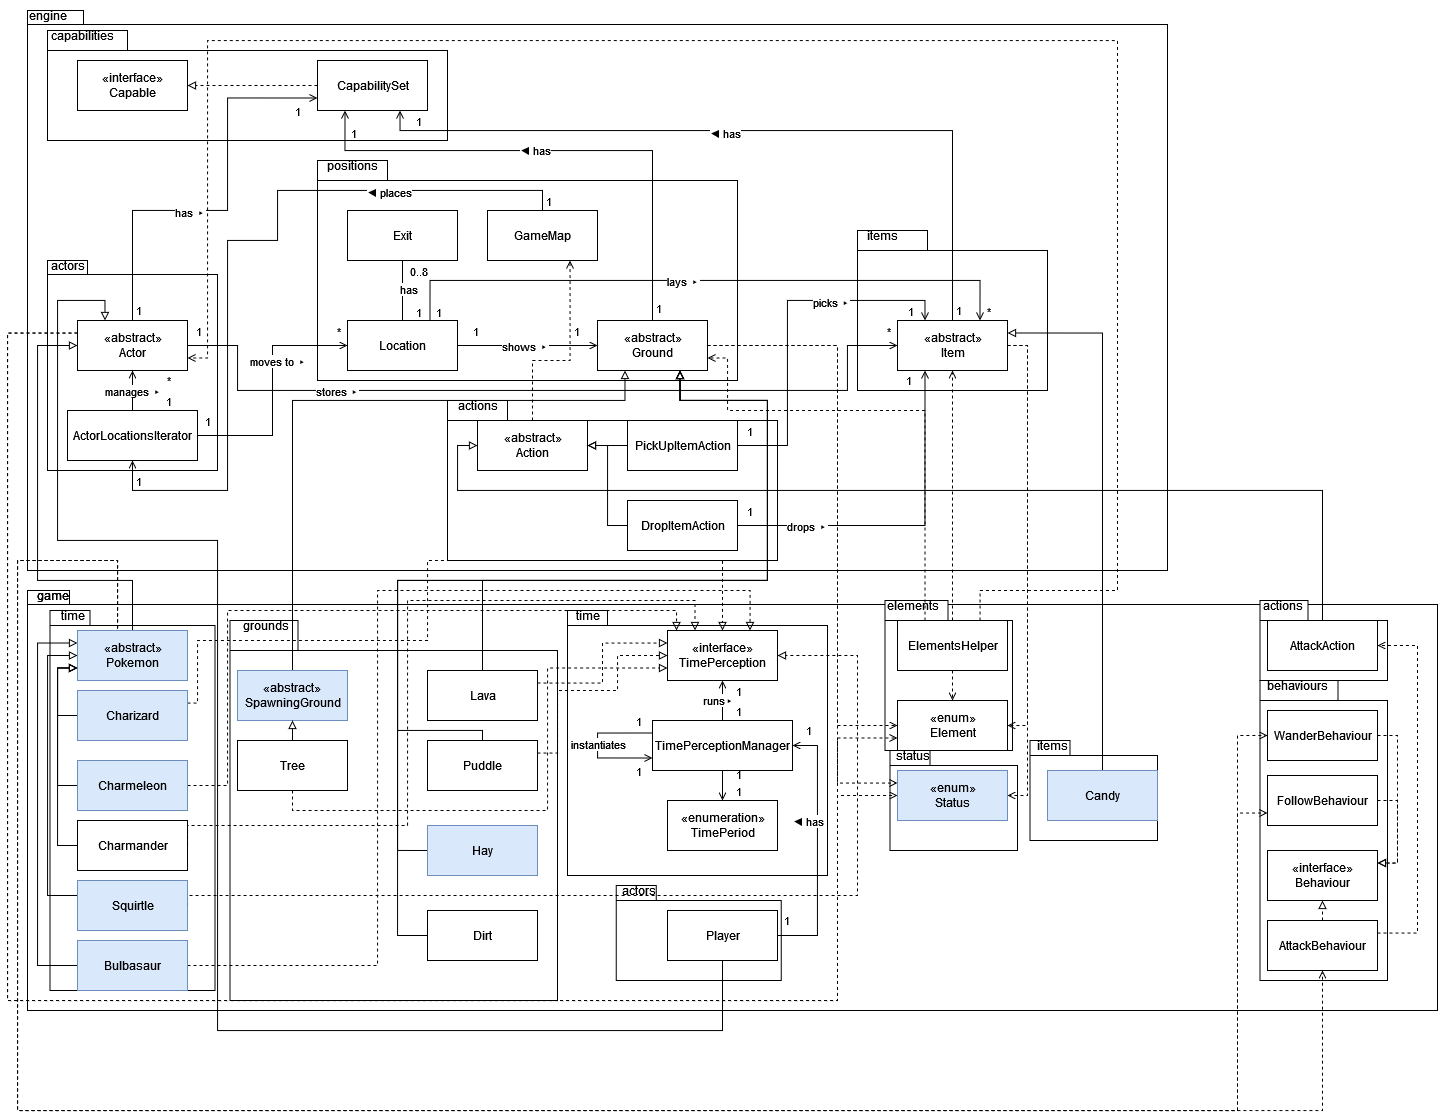 engine
capabilities
«interface»
Capable
CapabilitySet
1
1
1
◀ has
◀ has
positions
has ▸
◀ places
1
Exit
GameMap
items
actors
0..8
has
lays ▸
picks ▸
1
1
1
1
1
1
*
«abstract»
Actor
1
*
Location
1
shows ▸
1
«abstract»
Ground
*
«abstract»
Item
moves to ▸
manages ▸
*
1
stores ▸
1
ActorLocationsIterator
1
1
actions
«abstract»
Action
PickUpItemAction
1
DropItemAction
1
drops ▸
game
time
«abstract»
Pokemon
Charizard
Charmeleon
Charmander
Squirtle
Bulbasaur
grounds
«abstract»
SpawningGround
Tree
Lava
Puddle
Hay
Dirt
time
«interface»
TimePerception
1
runs ▸
1
1
instantiates
1
TimePerceptionManager
1
1
1
«enumeration»
TimePeriod
◀ has
actors
Player
1
elements
ElementsHelper
«enum»
Element
status
«enum»
Status
items
Candy
actions
AttackAction
behaviours
WanderBehaviour
FollowBehaviour
«interface»
Behaviour
AttackBehaviour